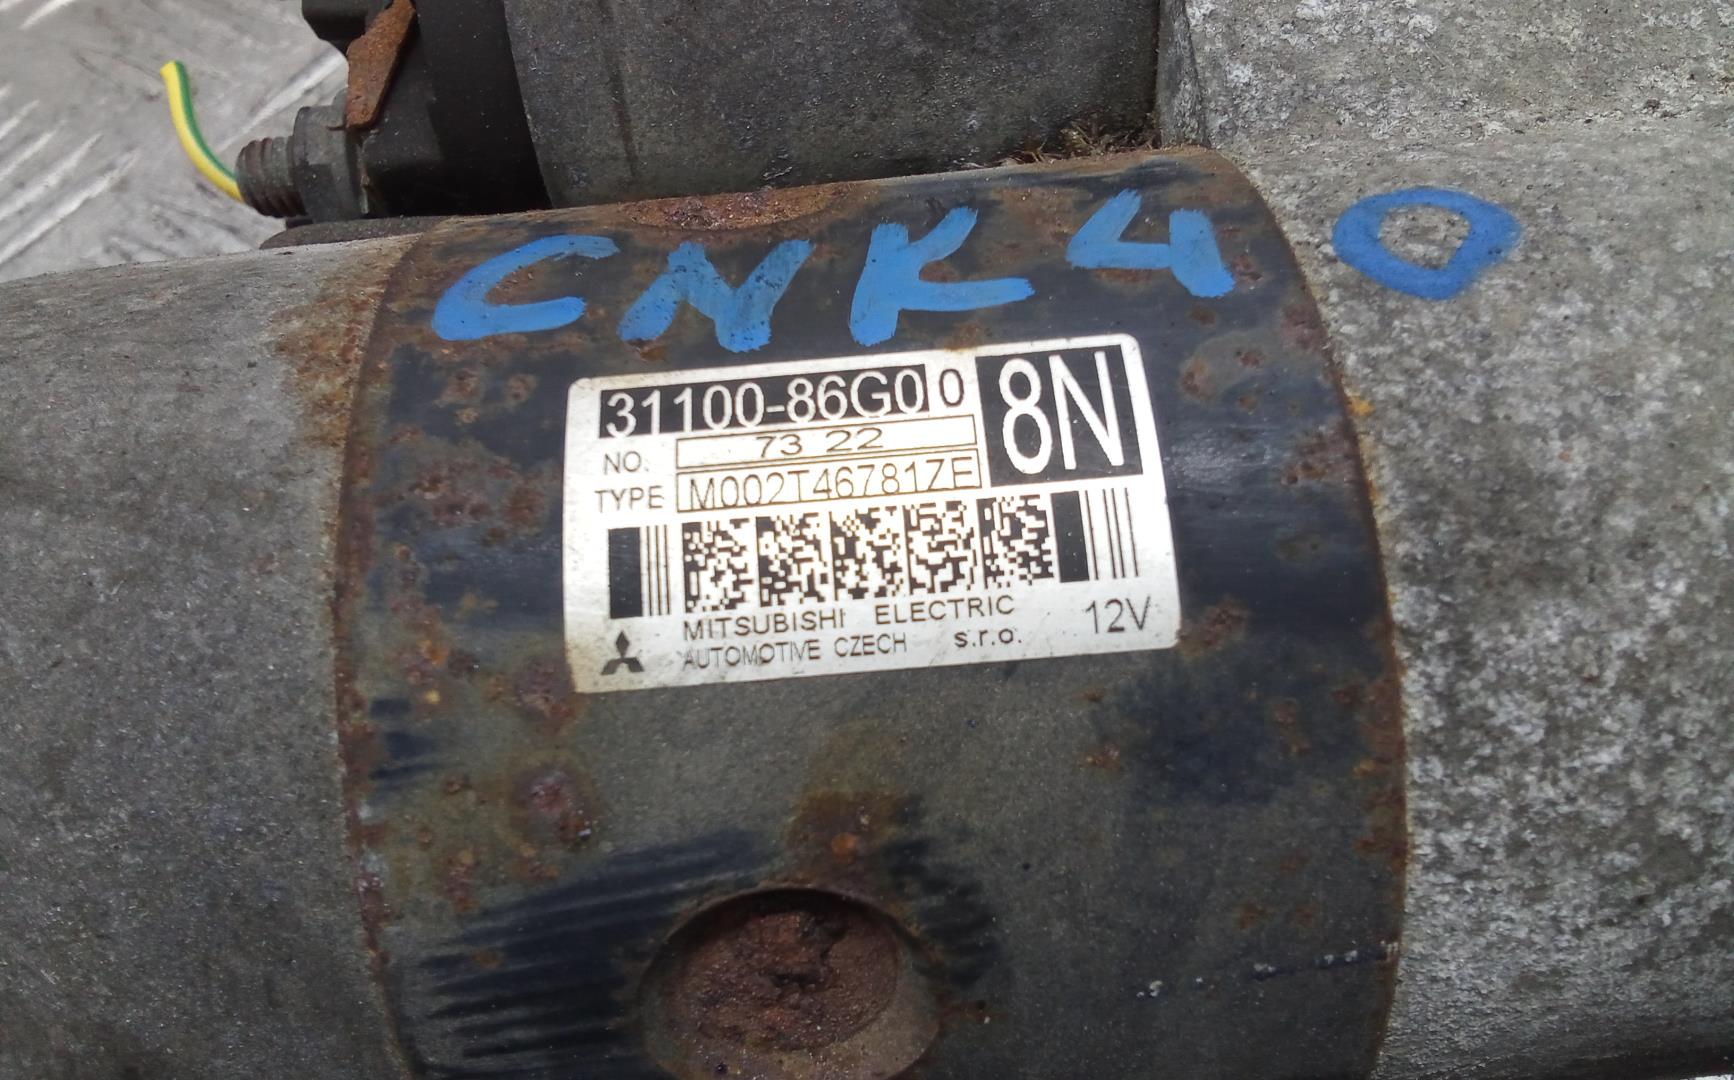 CNK40
31100-86G00
8N
NO. 73 22
TYPE M002T46781ZE
MITSUBISHI ELECTRIC
AUTOMOTIVE CZECH s.r.o.
12V